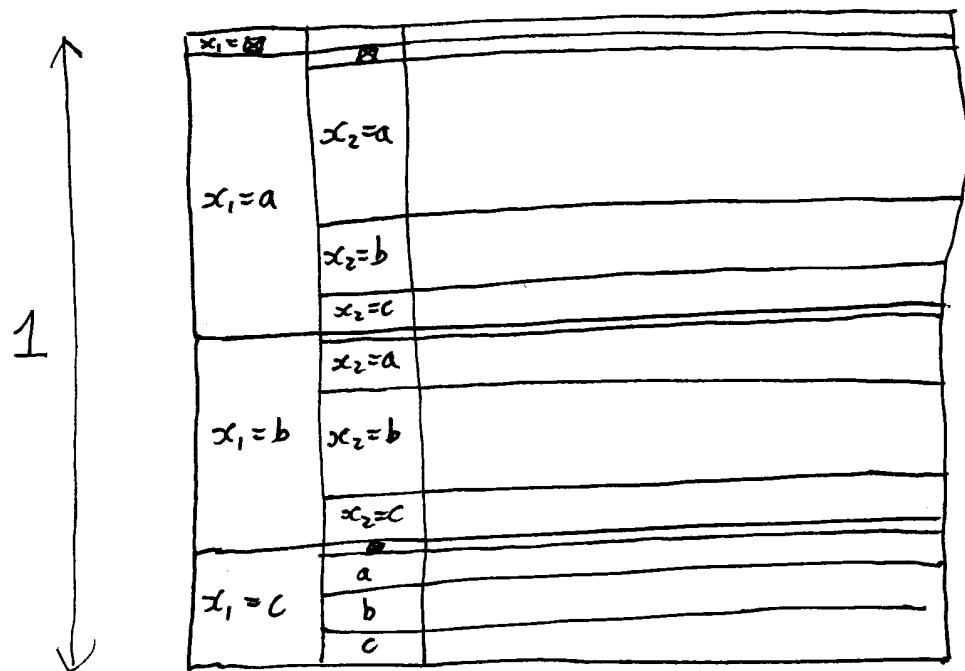 x₁=☒
☒
x₂=a
x₁=a
x₂=b
x₂=c
1
x₂=a
x₁=b
x₂=b
x₂=c
a
x₁=c
b
c